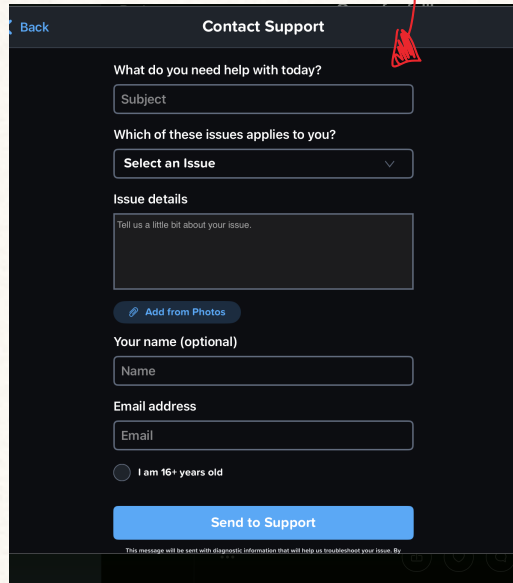 Back
Contact Support
What do you need help with today?
Subject
Which of these issues applies to you?
Select an Issue
Issue details
Tell us a little bit about your issue.
Add from Photos
Your name (optional)
Name
Email address
Email
I am 16+ years old
Send to Support
This message will be sent with diagnostic information that will help us troubleshoot your issue. By